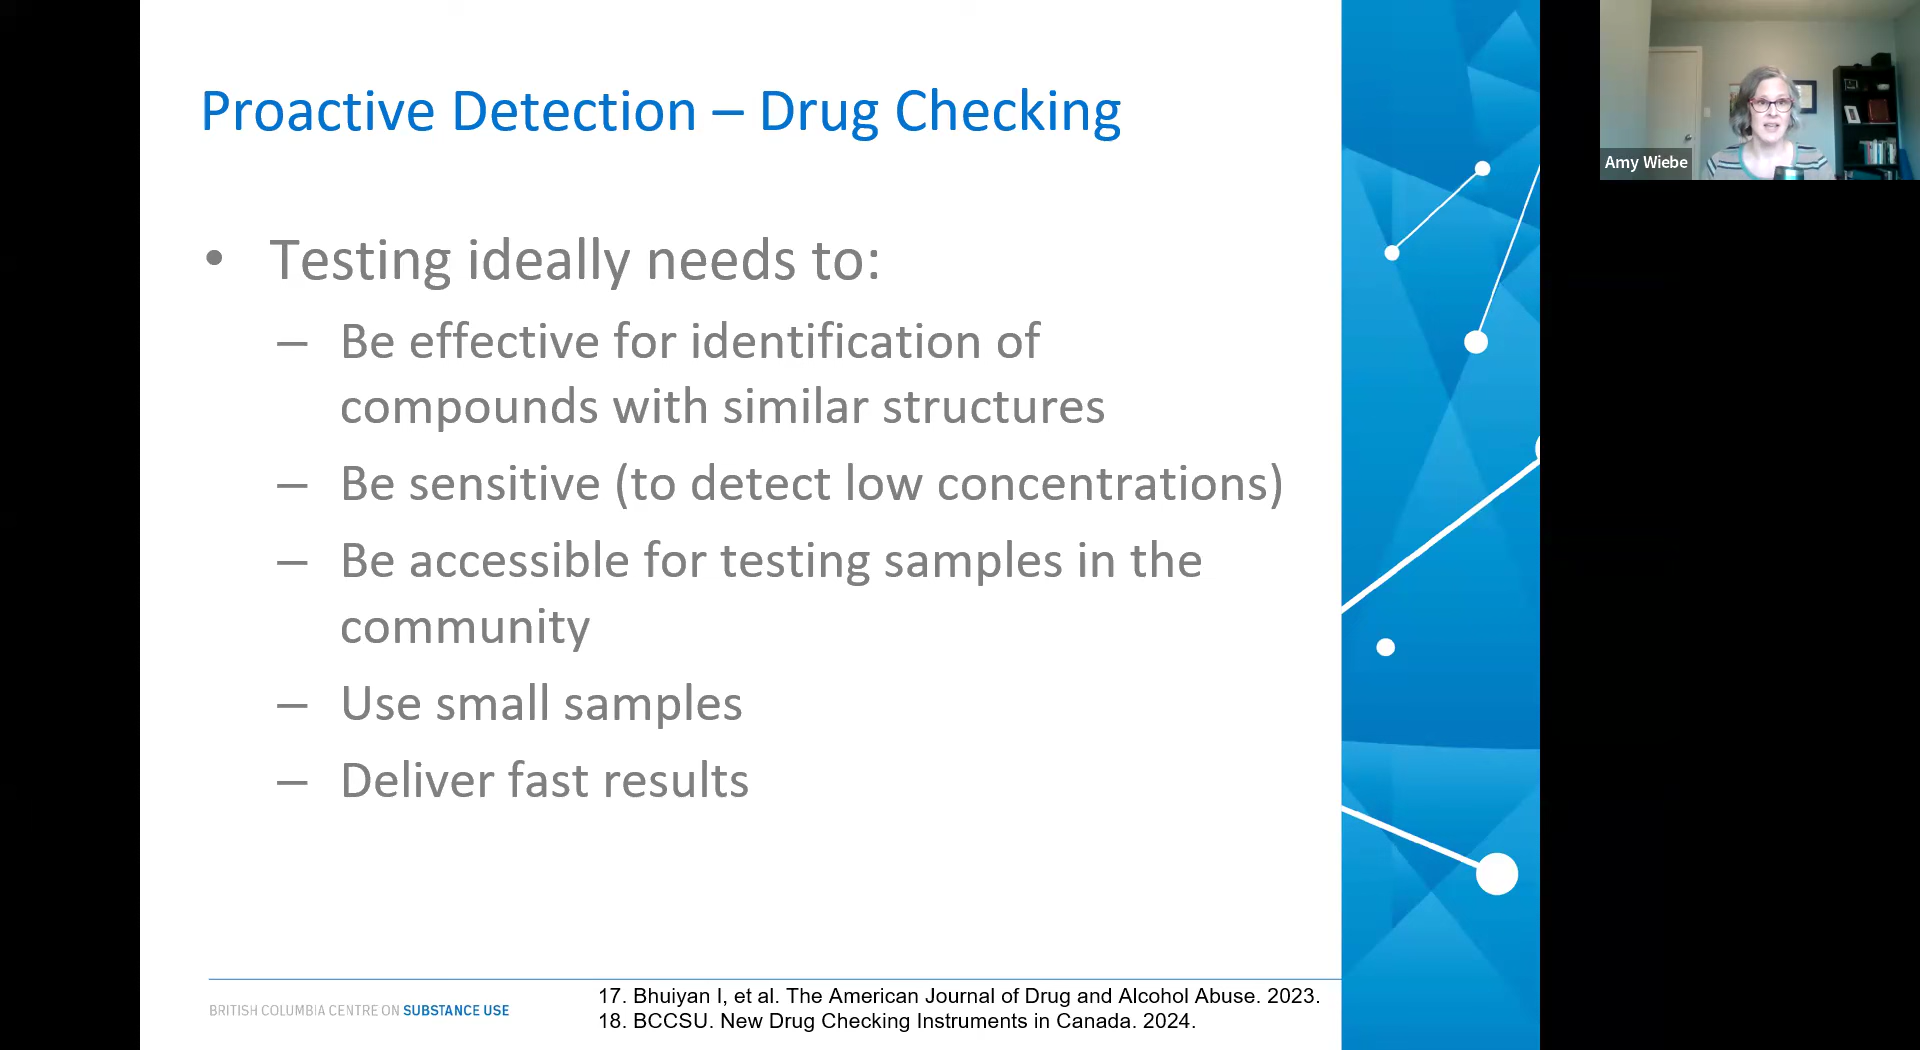 Proactive Detection – Drug Checking
• Testing ideally needs to:
– Be effective for identification of
compounds with similar structures
– Be sensitive (to detect low concentrations)
– Be accessible for testing samples in the
community
– Use small samples
– Deliver fast results
BRITISH COLUMBIA CENTRE ON SUBSTANCE USE
17. Bhuiyan I, et al. The American Journal of Drug and Alcohol Abuse. 2023.
18. BCCSU. New Drug Checking Instruments in Canada. 2024.
Amy Wiebe